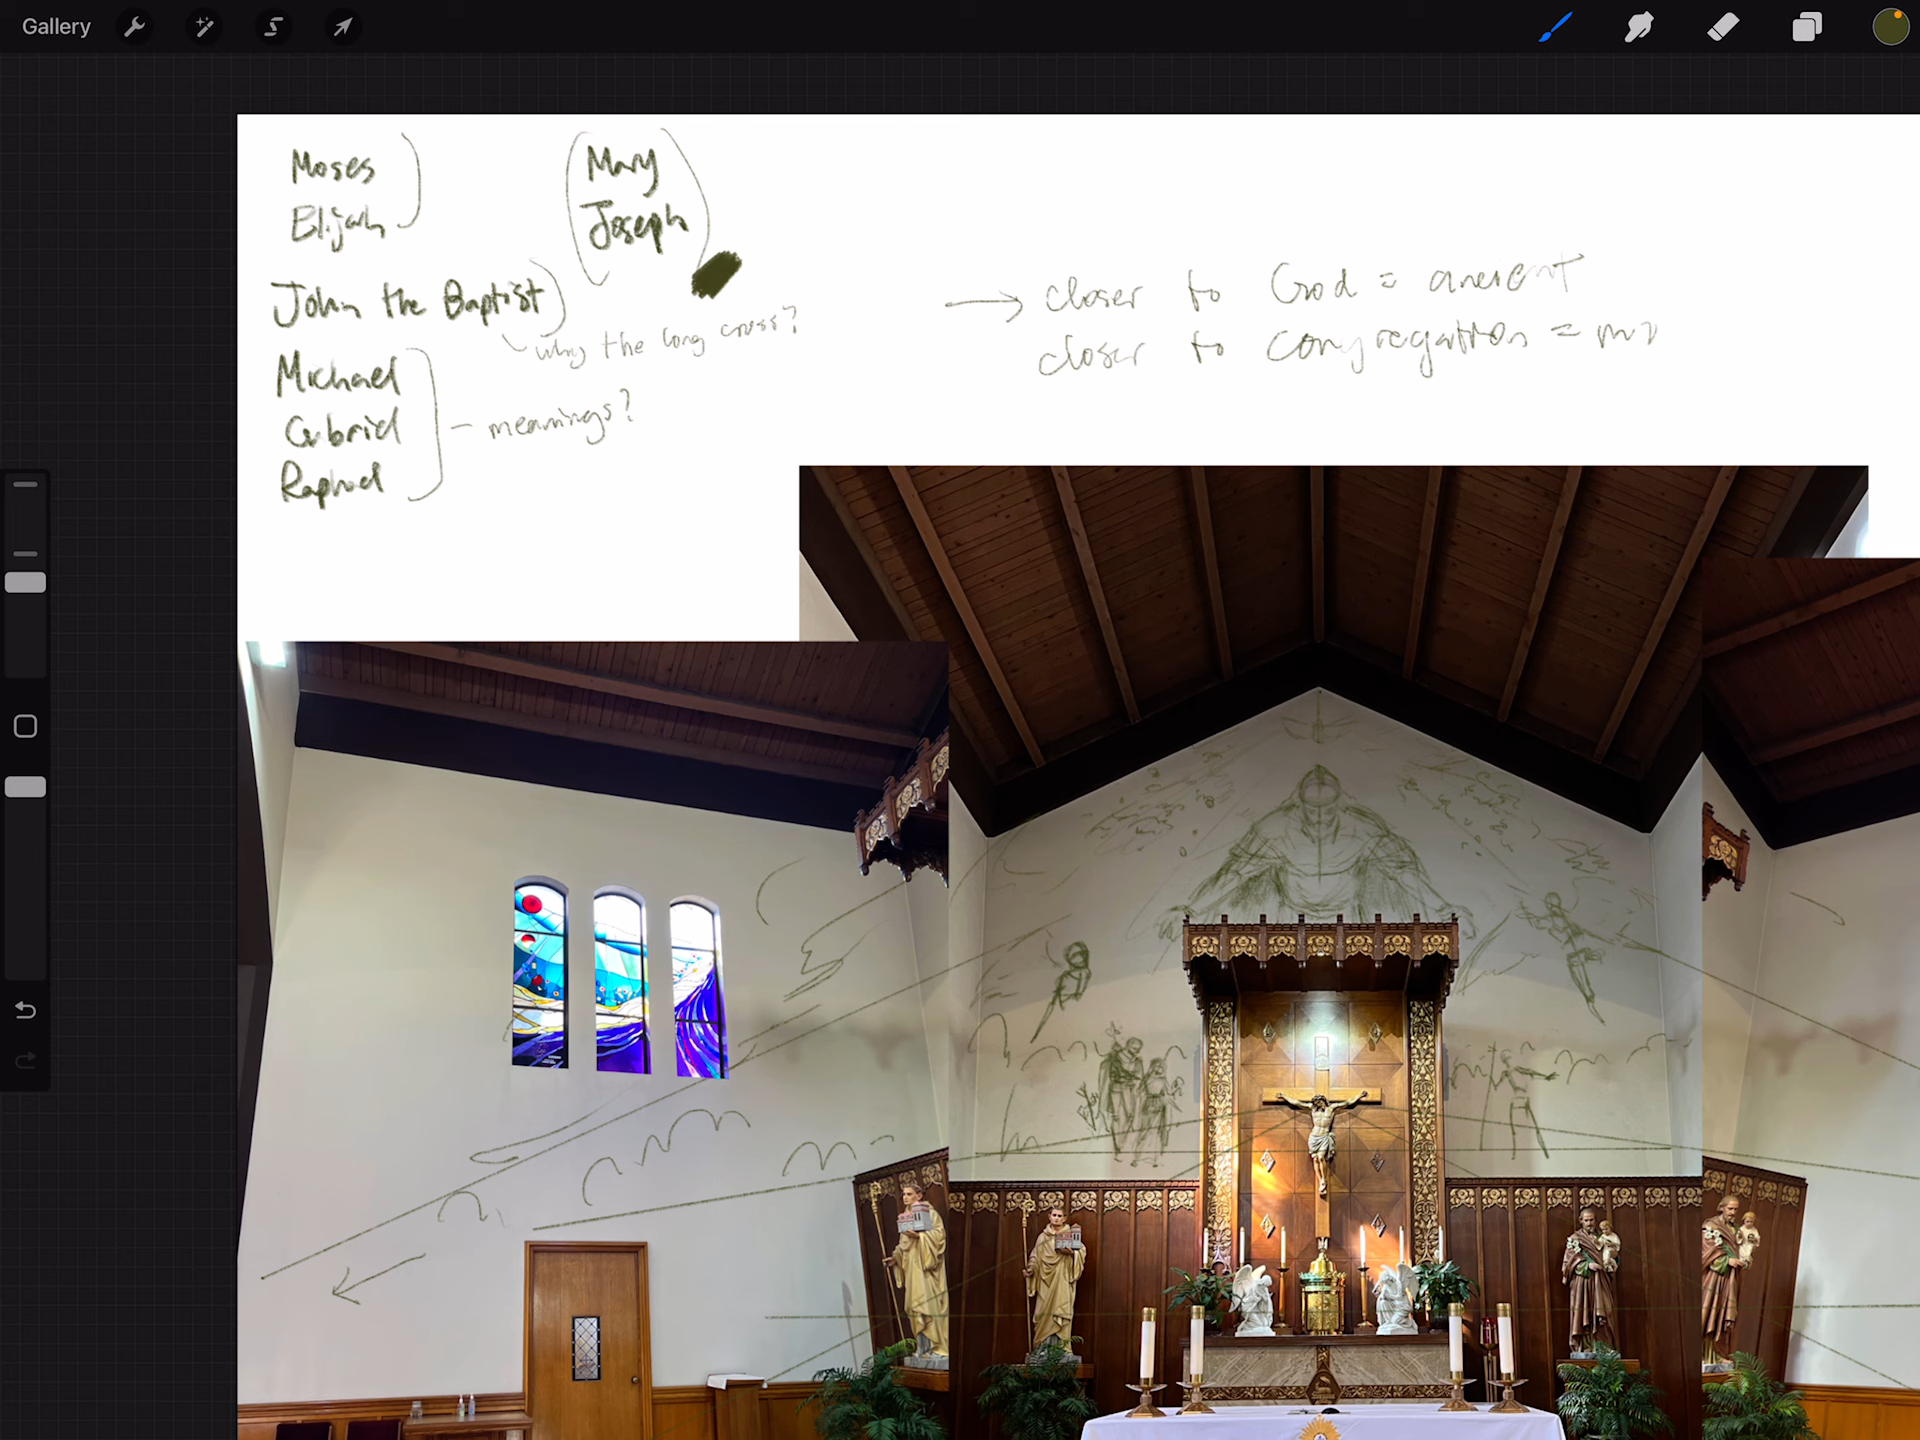 Gallery
Moses
Elijah
Mary
Joseph
John the Baptist
why the long cross?
Michael
Gabriel
Raphael
- meanings?
→ closer to God = ancient
closer to congregation =